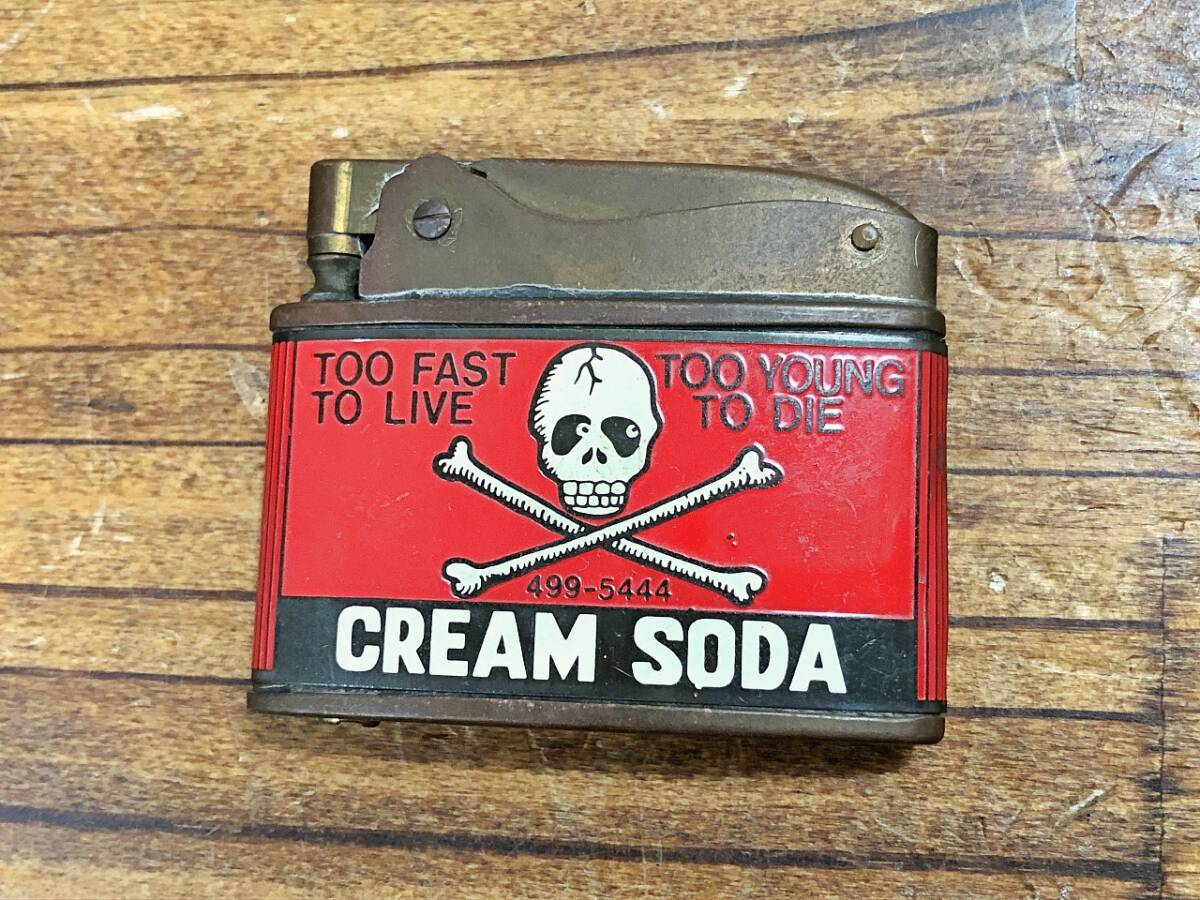 TOO FAST
TO LIVE
TOO YOUNG
TO DIE
499-5444
CREAM SODA